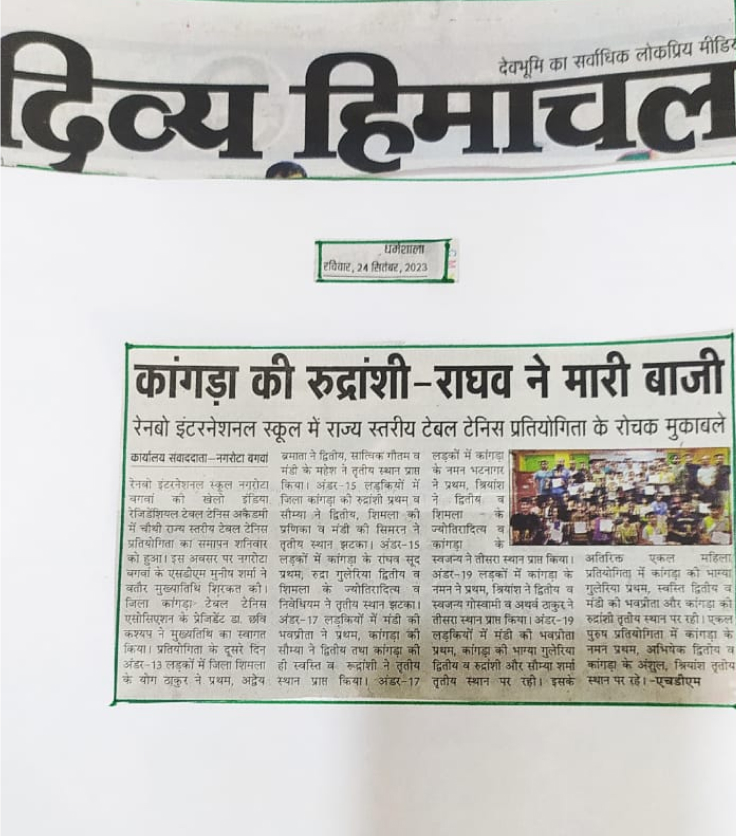 देवभूमि का सर्वाधिक लोकप्रिय मीडिय
दिव्य हिमाचल
धर्मशाला
रविवार, 24 सितंबर, 2023
कांगड़ा की रुद्रांशी-राघव ने मारी बाजी
रेनबो इंटरनेशनल स्कूल में राज्य स्तरीय टेबल टेनिस प्रतियोगिता के रोचक मुकाबले
कार्यालय संवाददाता-नगरोटा बगवां
रेनबो इंटरनेशनल स्कूल नगरोटा
बगवां को खेलो इंडिया
रेजिडेंशियल टेबल टेनिस अकेडमी
में चौथी राज्य स्तरीय टेबल टेनिस
प्रतियोगिता का समापन शनिवार
को हुआ। इस अवसर पर नगरोटा
बगवां के एसडीएम मुनीष शर्मा ने
बतौर मुख्यातिथि शिरकत की।
जिला कांगड़ा टेबल टेनिस
एसोसिएशन के प्रेजिडेंट डा. छवि
कश्यप ने मुख्यातिथि का स्वागत
किया। प्रतियोगिता के दूसरे दिन
अंडर-13 लड़कों में जिला शिमला
के योग ठाकुर ने प्रथम, अद्वेय
ब्रमाता ने द्वितीय, सात्विक गौतम व
मंडी के महेश ने तृतीय स्थान प्राप्त
किया। अंडर-15 लड़कियों में
जिला कांगड़ा की रुद्रांशी प्रथम व
सौम्या ने द्वितीय, शिमला की
प्रणिका व मंडी की सिमरन ने
तृतीय स्थान झटका। अंडर-15
लड़कों में कांगड़ा के राघव सूद
प्रथम, रुद्रा गुलेरिया द्वितीय व
शिमला के ज्योतिरादित्य व
निवेधियम ने तृतीय स्थान झटका।
अंडर-17 लड़कियों में मंडी की
भवप्रीता ने प्रथम, कांगड़ा की
सौम्या ने द्वितीय तथा कांगड़ा की
ही स्वस्ति व रूद्रांशी ने तृतीय
स्थान प्राप्त किया। अंडर-17
लड़कों में कांगड़ा
के नमन भटनागर
ने प्रथम, श्रियांश
ने द्वितीय व
शिमला के
ज्योतिरादित्य व
कांगड़ा के
स्वजन्य ने तीसरा स्थान प्राप्त किया।
अंडर-19 लड़कों में कांगड़ा के
नमन ने प्रथम, श्रियांश ने द्वितीय व
स्वजन्य गोस्वामी व अथर्व ठाकुर ने
तीसरा स्थान प्राप्त किया। अंडर-19
लड़कियों में मंडी की भवप्रीता
प्रथम, कांगड़ा की भाग्या गुलेरिया
द्वितीय व रुद्रांशी और सौम्या शर्मा
तृतीय स्थान पर रही। इसके
अतिरिक्त एकल महिला
प्रतियोगिता में कांगड़ा की भाग्या
गुलेरिया प्रथम, स्वस्ति द्वितीय व
मंडी की भवप्रीता और कांगड़ा की
रुद्रांशी तृतीय स्थान पर रही। एकल
पुरुष प्रतियोगिता में कांगड़ा के
नमन प्रथम, अभिषेक द्वितीय व
कांगड़ा के अंशुल, श्रियांश तृतीय
स्थान पर रहे। -एचडीएम